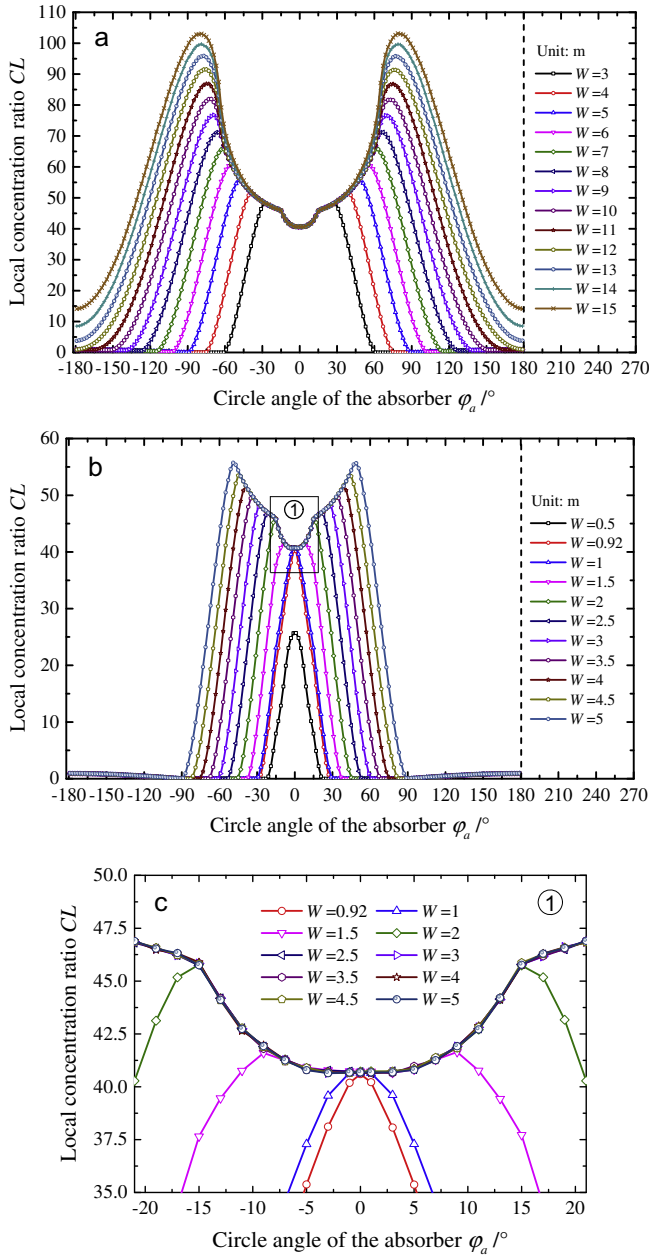 a
110
100
90
80
70
60
50
40
30
20
10
0
Local concentration ratio CL
-180 -150 -120 -90 -60 -30 0 30 60 90 120 150 180 210 240 270
Circle angle of the absorber φa /°
Unit: m
W=3
W=4
W=5
W=6
W=7
W=8
W=9
W=10
W=11
W=12
W=13
W=14
W=15
b
60
50
40
30
20
10
0
Local concentration ratio CL
①
-180 -150 -120 -90 -60 -30 0 30 60 90 120 150 180 210 240 270
Circle angle of the absorber φa /°
Unit: m
W=0.5
W=0.92
W=1
W=1.5
W=2
W=2.5
W=3
W=3.5
W=4
W=4.5
W=5
c
①
50.0
47.5
45.0
42.5
40.0
37.5
35.0
Local concentration ratio CL
W=0.92 W=1
W=1.5 W=2
W=2.5 W=3
W=3.5 W=4
W=4.5 W=5
-20 -15 -10 -5 0 5 10 15 20
Circle angle of the absorber φa /°